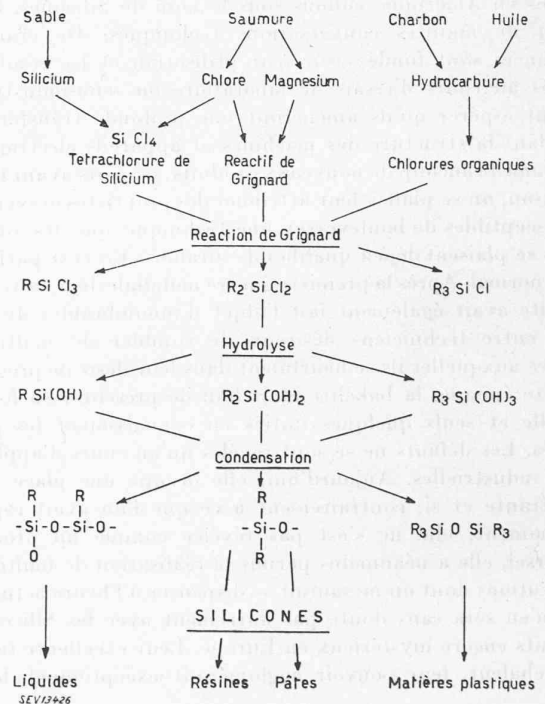 Sable Saumure Charbon Huile
Silicium Chlore Magnesium Hydrocarbure
Si Cl4
Tetrachlorure de Silicium
Reactif de Grignard
Chlorures organiques
Reaction de Grignard
R Si Cl3 R2 Si Cl2 R3 Si Cl
Hydrolyse
R Si(OH) R2 Si (OH)2 R3 Si (OH)3
Condensation
R R
-Si-O-Si-O-
O
R
-Si-O-
R
R3Si O Si R3
SILICONES
Liquides Résines Pâtes Matières plastiques
SEV13426